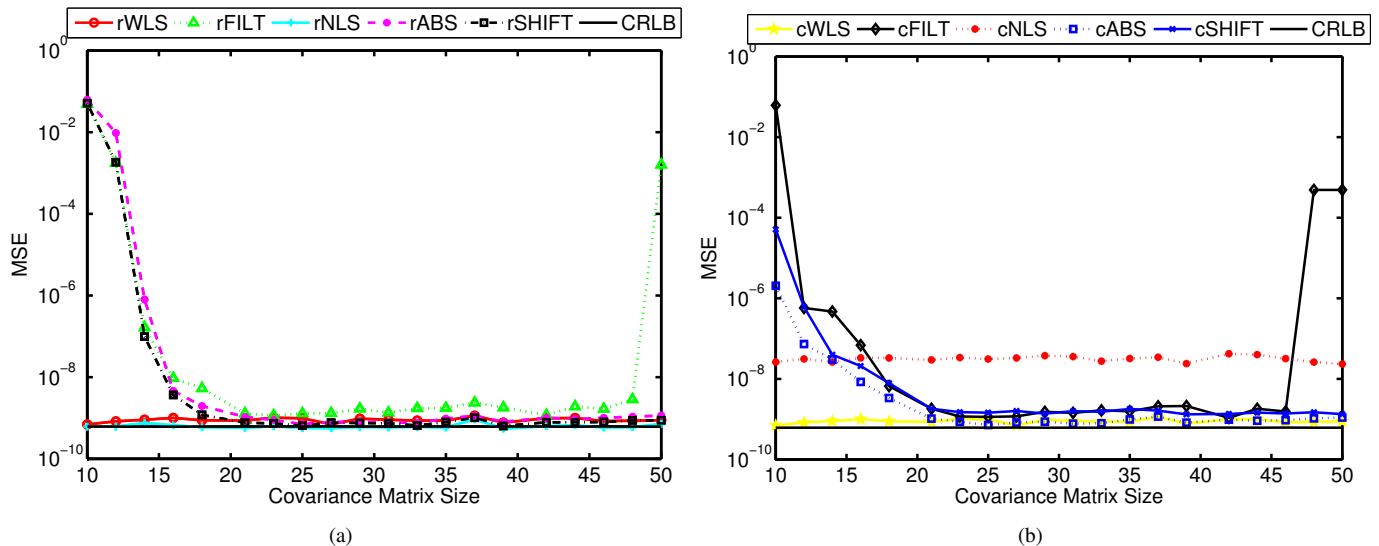 rWLS rFILT rNLS rABS rSHIFT CRLB
10^0
10^-2
10^-4
10^-6
10^-8
10^-10
MSE
10 15 20 25 30 35 40 45 50
Covariance Matrix Size
(a)
cWLS cFILT cNLS cABS cSHIFT CRLB
10^0
10^-2
10^-4
10^-6
10^-8
10^-10
MSE
10 15 20 25 30 35 40 45 50
Covariance Matrix Size
(b)